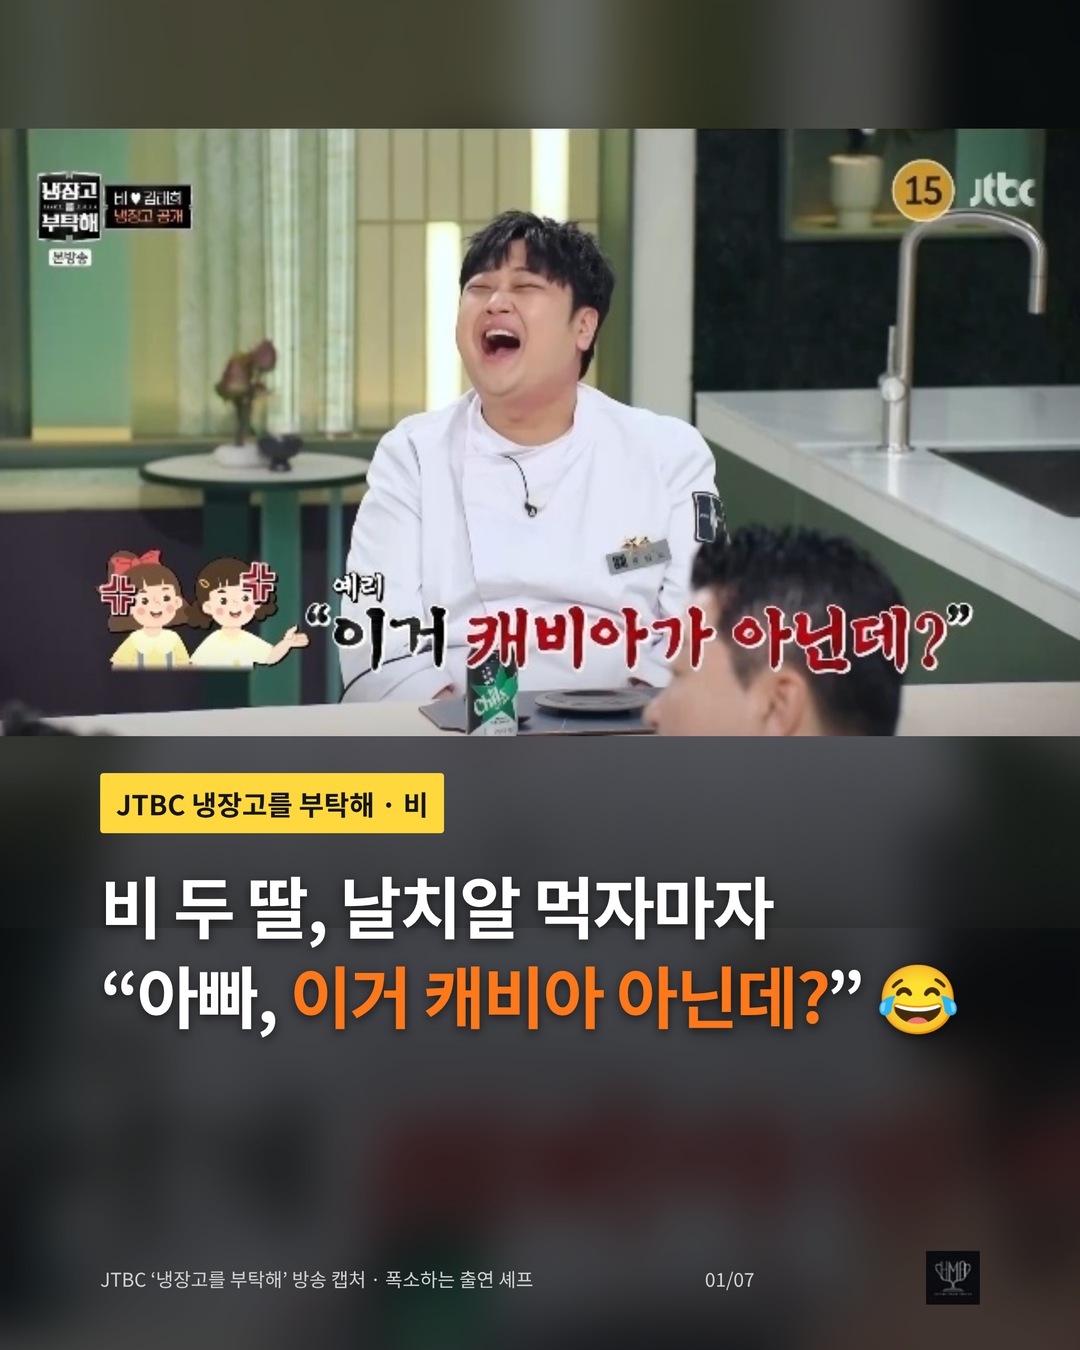 냉장고
를
부탁해
본방송
비♥김태희
냉장고 공개
15
jtbc
예리
“이거 캐비아가 아닌데?”
Chilsung
JTBC 냉장고를 부탁해 · 비
비 두 딸, 날치알 먹자마자
“아빠, 이거 캐비아 아닌데?” 😂
JTBC ‘냉장고를 부탁해’ 방송 캡처 · 폭소하는 출연 셰프
01/07